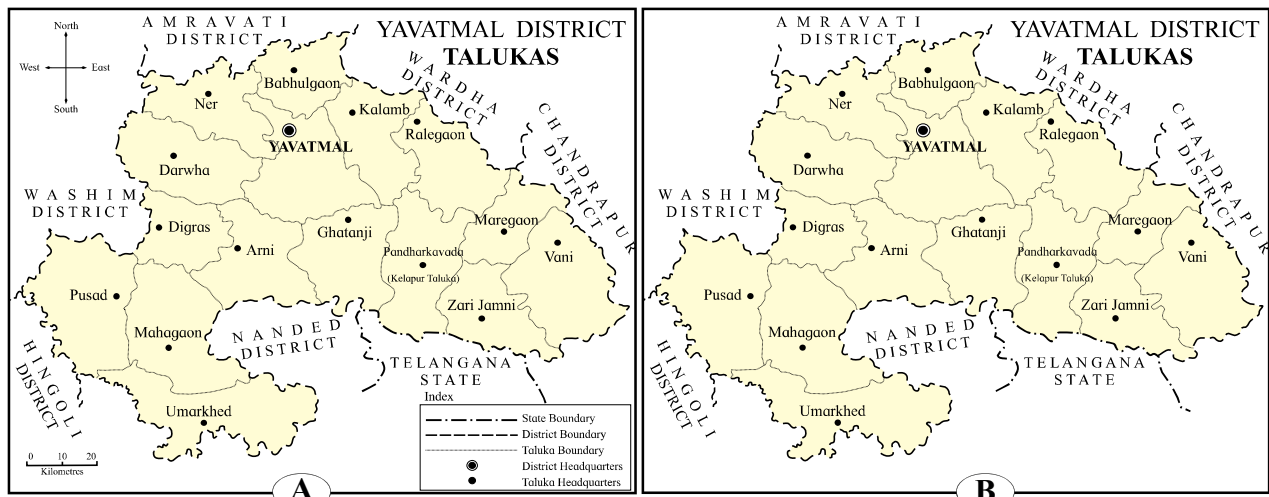 YAVATMAL DISTRICT
TALUKAS
North
West
East
South
AMRAVATI
DISTRICT
WARDHA
DISTRICT
CHANDRAPUR
DISTRICT
Babhulgaon
Ner
Kalamb
Ralegaon
YAVATMAL
Darwha
WASHIM
DISTRICT
Digras
Arni
Ghatanji
Maregaon
Pandharkavada
(Kelapur Taluka)
Vani
Pusad
Zari Jamni
Mahagaon
NANDED
DISTRICT
TELANGANA
STATE
HINGOLI
DISTRICT
Umarkhed
0 10 20
Kilometres
Index
State Boundary
District Boundary
Taluka Boundary
District Headquarters
Taluka Headquarters
A
YAVATMAL DISTRICT
TALUKAS
AMRAVATI
DISTRICT
WARDHA
DISTRICT
CHANDRAPUR
DISTRICT
Babhulgaon
Ner
Kalamb
Ralegaon
YAVATMAL
Darwha
WASHIM
DISTRICT
Digras
Arni
Ghatanji
Maregaon
Pandharkavada
(Kelapur Taluka)
Vani
Pusad
Zari Jamni
Mahagaon
NANDED
DISTRICT
TELANGANA
STATE
HINGOLI
DISTRICT
Umarkhed
B